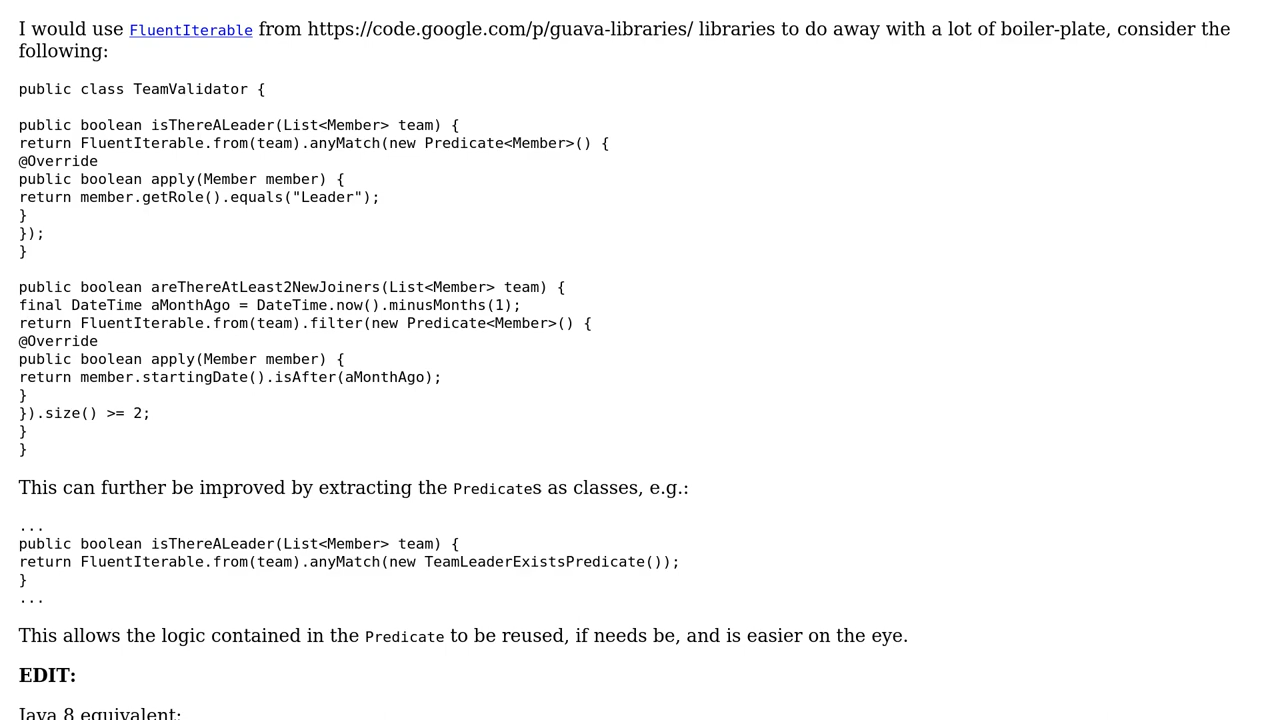 I would use FluentIterable from https://code.google.com/p/guava-libraries/ libraries to do away with a lot of boiler-plate, consider the
following:
public class TeamValidator {
public boolean isThereALeader(List<Member> team) {
return FluentIterable.from(team).anyMatch(new Predicate<Member>() {
@Override
public boolean apply(Member member) {
return member.getRole().equals("Leader");
}
});
}
public boolean areThereAtLeast2NewJoiners(List<Member> team) {
final DateTime aMonthAgo = DateTime.now().minusMonths(1);
return FluentIterable.from(team).filter(new Predicate<Member>() {
@Override
public boolean apply(Member member) {
return member.startingDate().isAfter(aMonthAgo);
}
}).size() >= 2;
}
}
This can further be improved by extracting the Predicates as classes, e.g.:
...
public boolean isThereALeader(List<Member> team) {
return FluentIterable.from(team).anyMatch(new TeamLeaderExistsPredicate());
}
...
This allows the logic contained in the Predicate to be reused, if needs be, and is easier on the eye.
EDIT:
Java 8 equivalent: